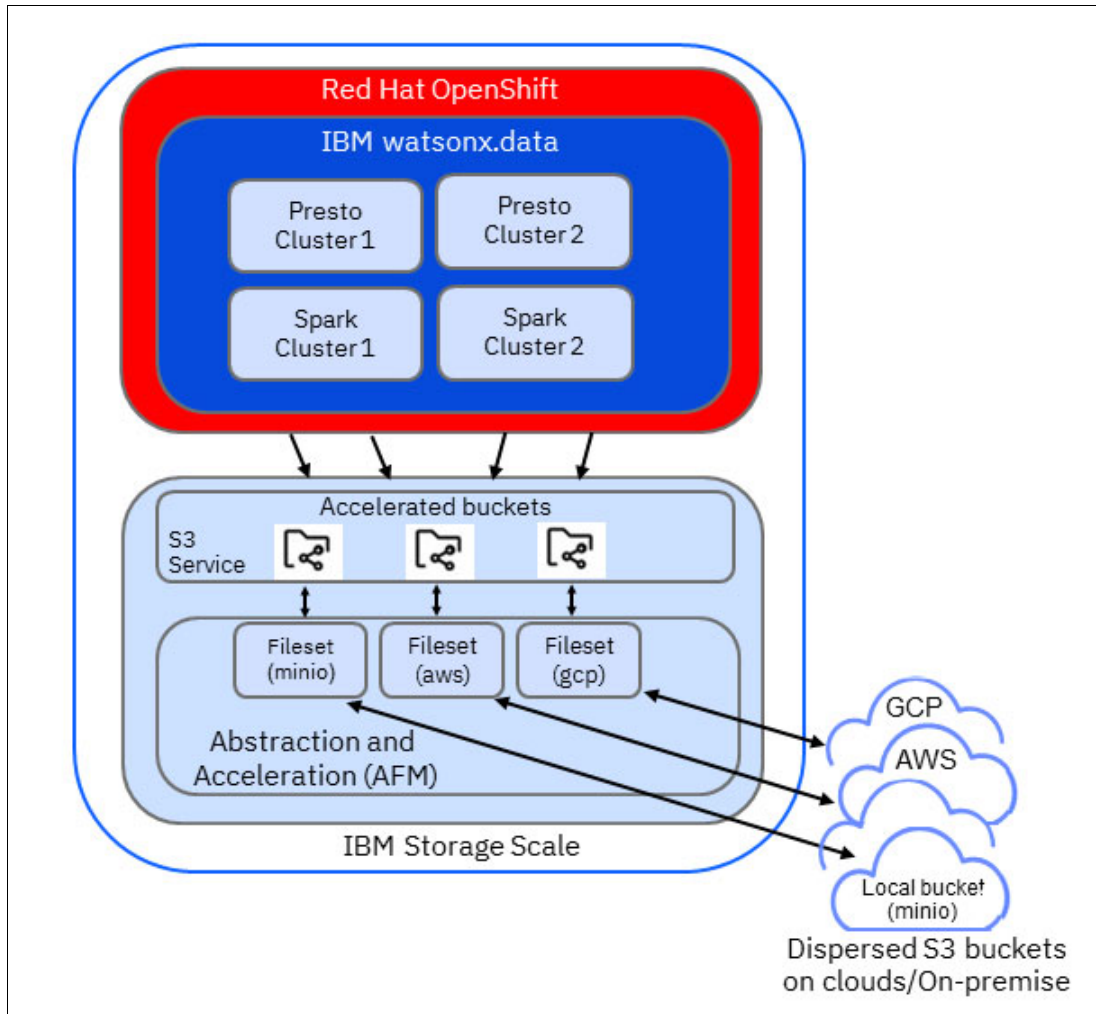 Red Hat OpenShift
IBM watsonx.data
Presto
Cluster 1
Presto
Cluster 2
Spark
Cluster 1
Spark
Cluster 2
Accelerated buckets
S3
Service
Fileset
(minio)
Fileset
(aws)
Fileset
(gcp)
Abstraction and
Acceleration (AFM)
IBM Storage Scale
GCP
AWS
Local bucket
(minio)
Dispersed S3 buckets
on clouds/On-premise